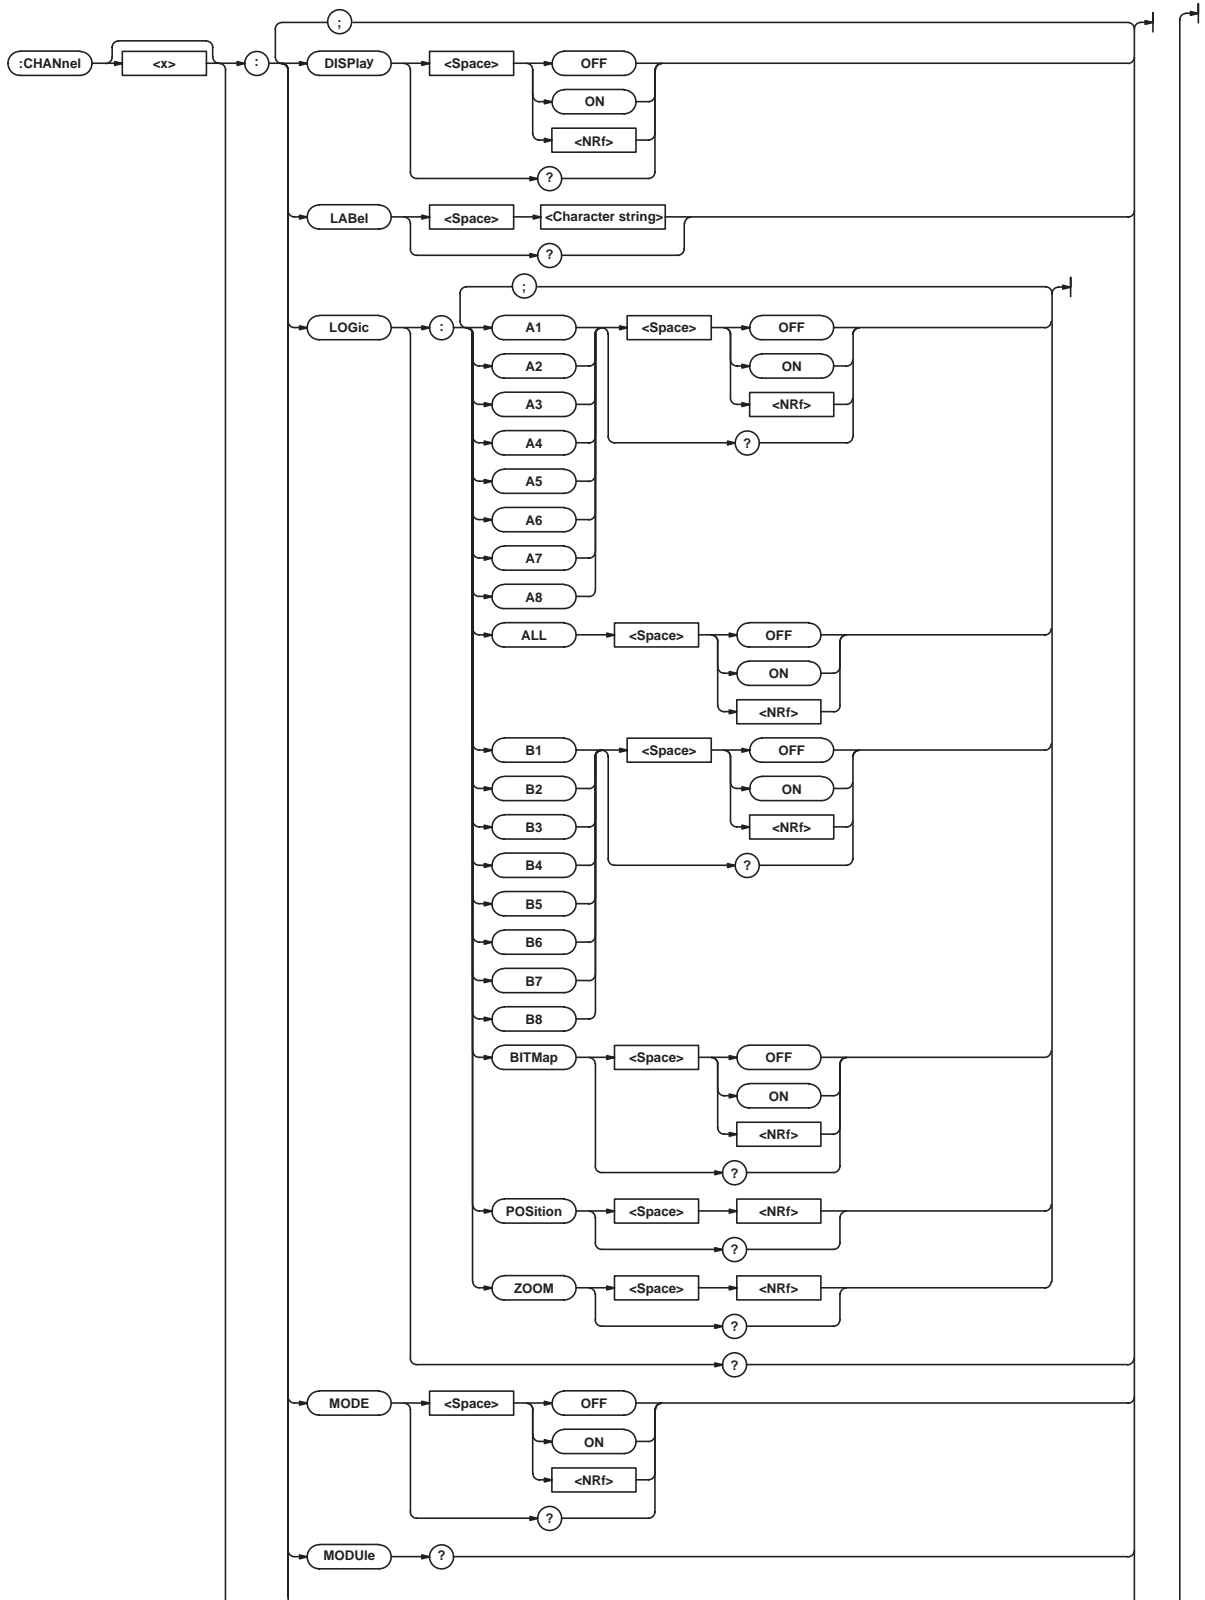 ;
:CHANnel <x> : DISPlay <Space> OFF
ON
<NRf>
?
LABel <Space> <Character string>
?
;
LOGic : A1 <Space> OFF
A2 ON
A3 <NRf>
A4 ?
A5
A6
A7
A8
ALL <Space> OFF
ON
<NRf>
B1 <Space> OFF
B2 ON
B3 <NRf>
B4 ?
B5
B6
B7
B8
BITMap <Space> OFF
ON
<NRf>
?
POSition <Space> <NRf>
?
ZOOM <Space> <NRf>
?
?
MODE <Space> OFF
ON
<NRf>
?
MODUle ?